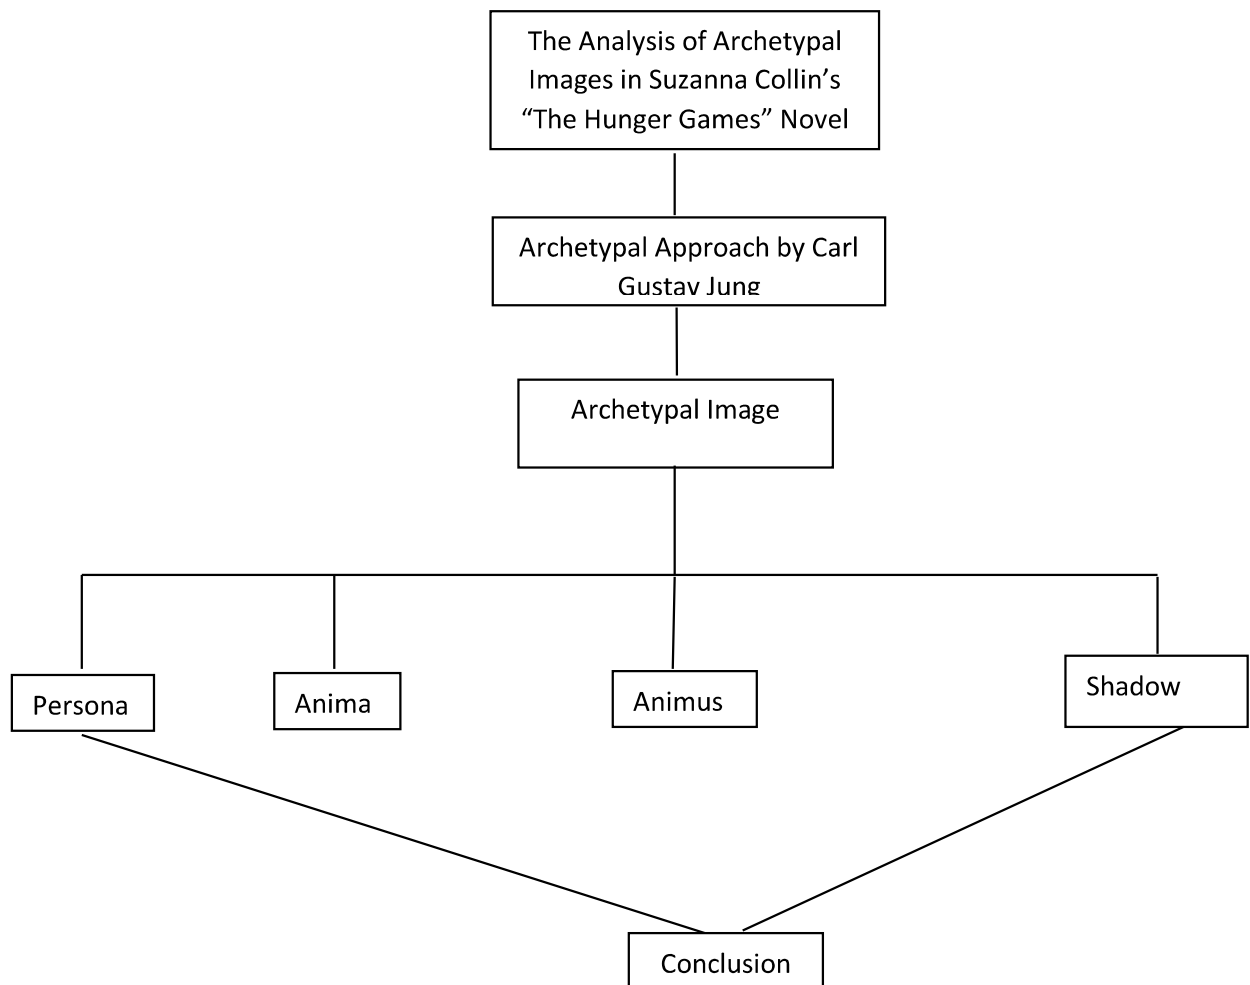 The Analysis of Archetypal
Images in Suzanna Collin’s
“The Hunger Games” Novel
Archetypal Approach by Carl
Gustav Jung
Archetypal Image
Persona
Anima
Animus
Shadow
Conclusion